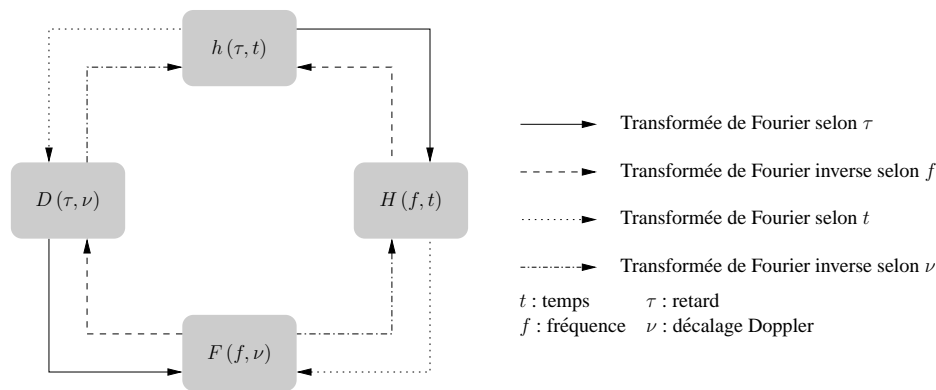 h (τ, t)
D (τ, ν)
H (f, t)
F (f, ν)
Transformée de Fourier selon τ
Transformée de Fourier inverse selon f
Transformée de Fourier selon t
Transformée de Fourier inverse selon ν
t : temps τ : retard
f : fréquence ν : décalage Doppler